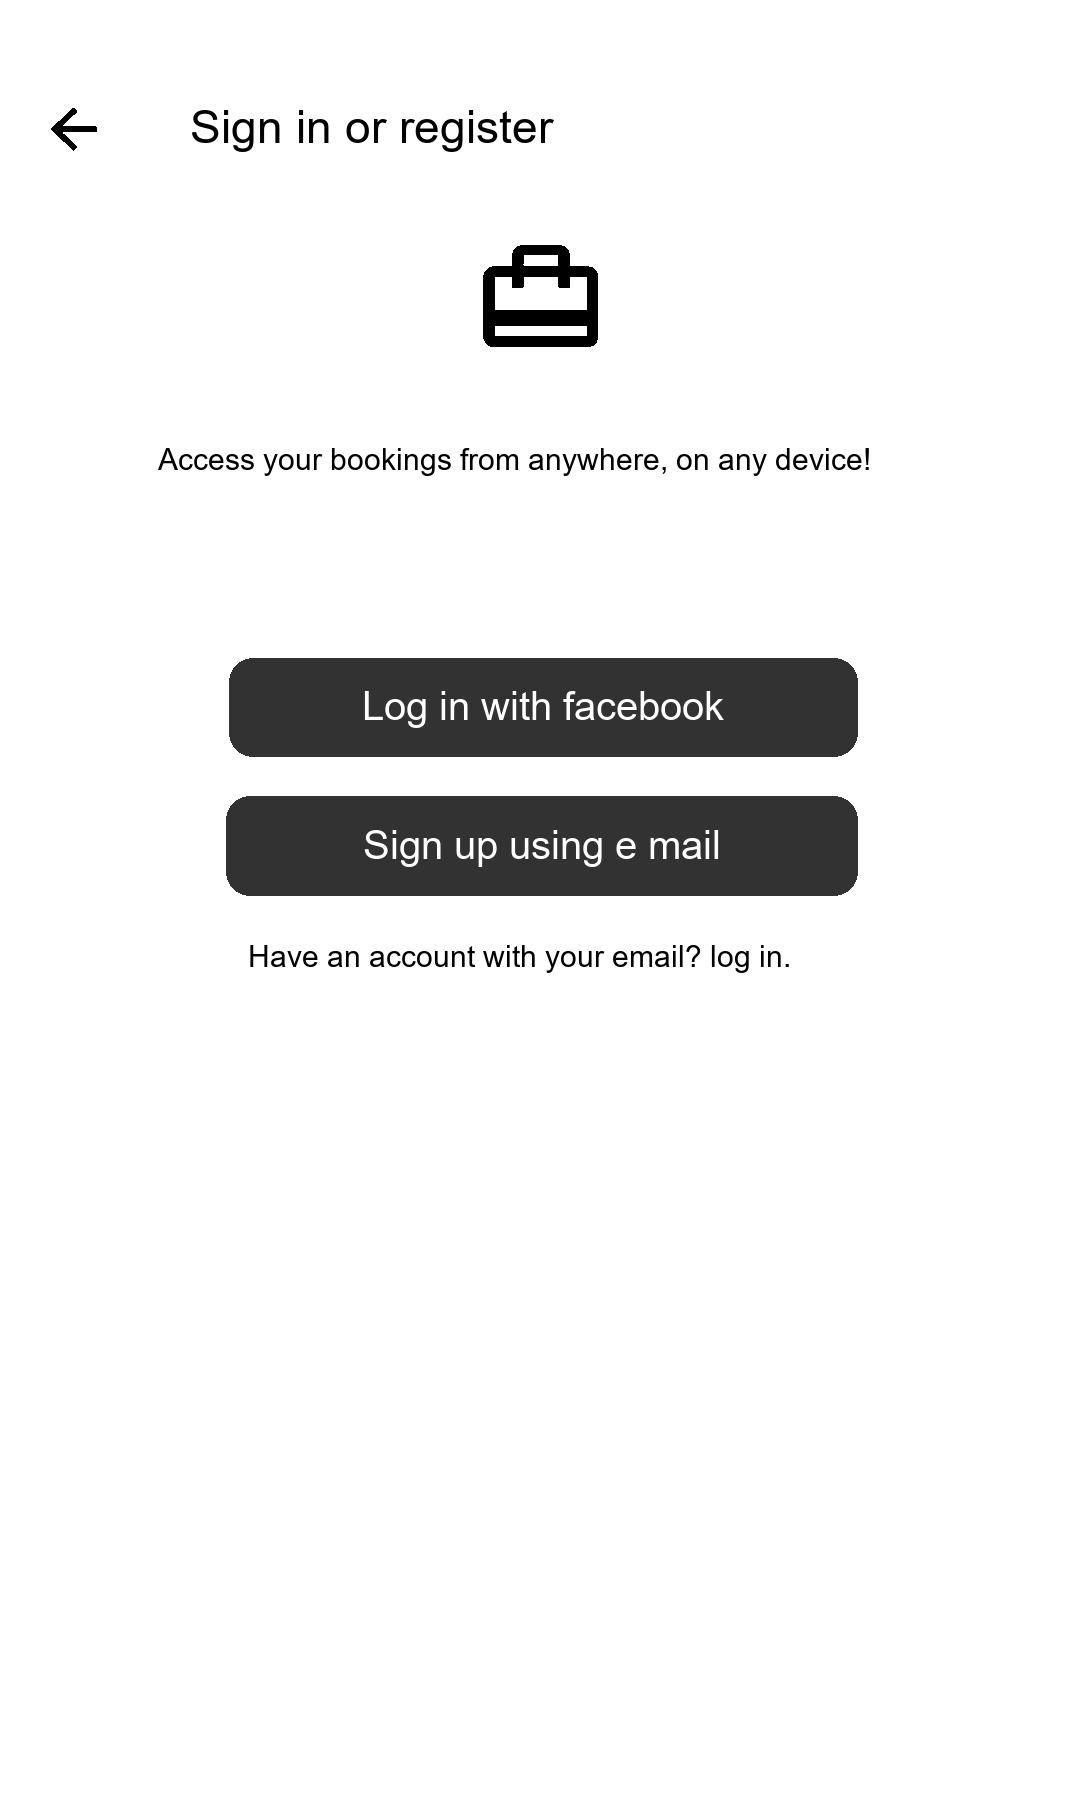 Sign in or register
Access your bookings from anywhere, on any device!
Log in with facebook
Sign up using e mail
Have an account with your email? log in.